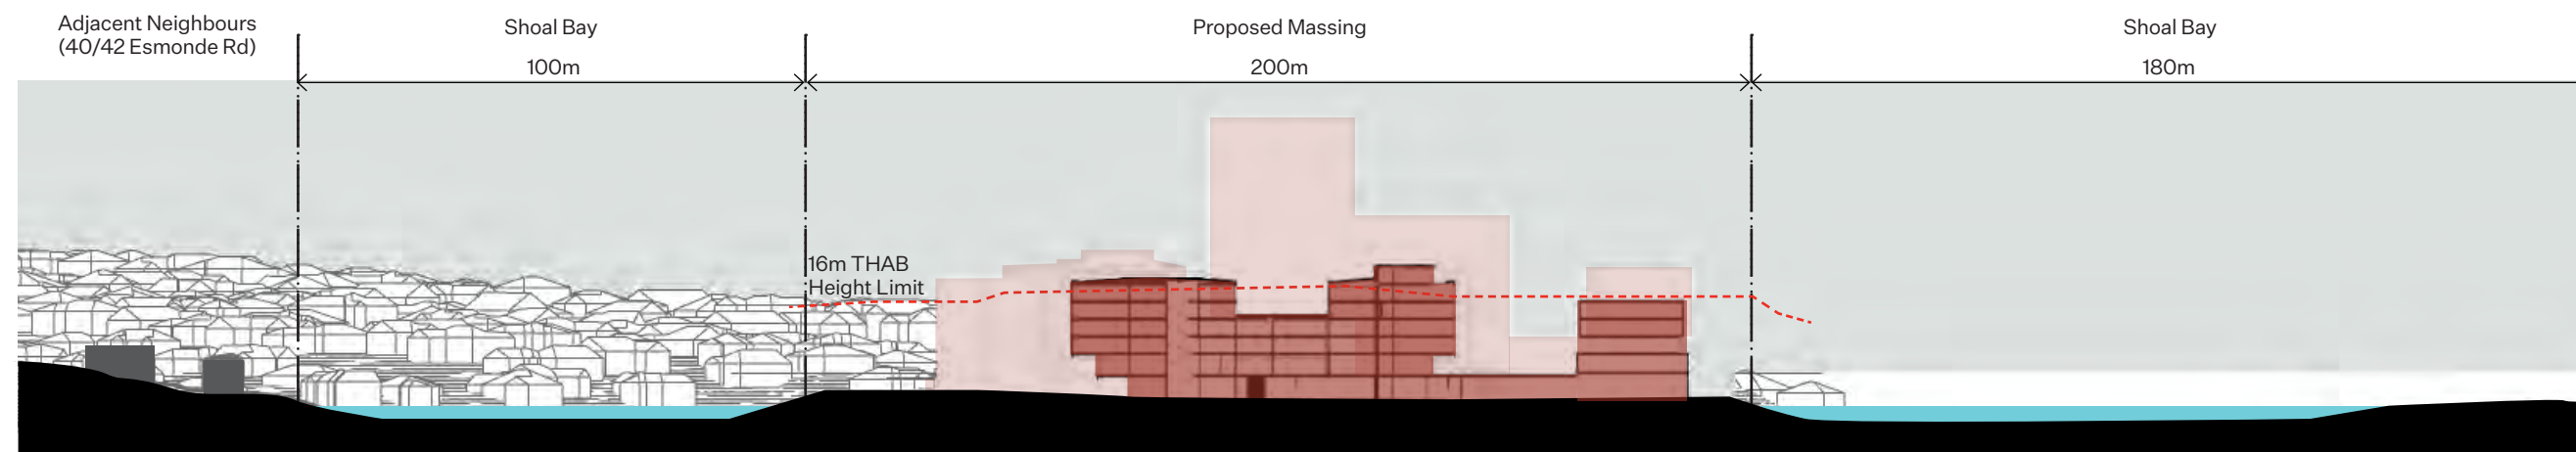 Adjacent Neighbours
(40/42 Esmonde Rd)
Shoal Bay
100m
Proposed Massing
200m
Shoal Bay
180m
16m THAB
Height Limit